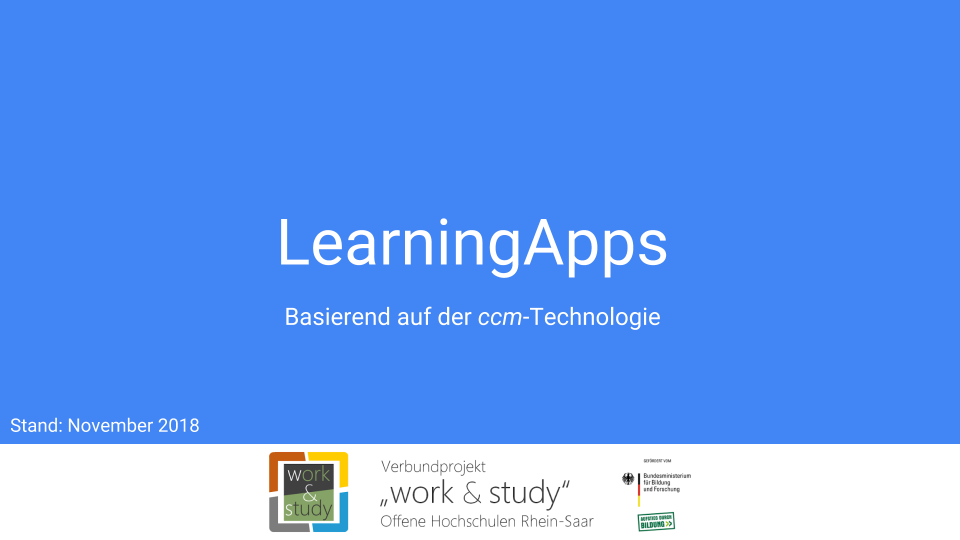 LearningApps
Basierend auf der ccm-Technologie
Stand: November 2018
work
&
study
Verbundprojekt
„work & study“
Offene Hochschulen Rhein-Saar
GEFÖRDERT VOM
Bundesministerium
für Bildung
und Forschung
AUFSTIEG DURCH
BILDUNG >>